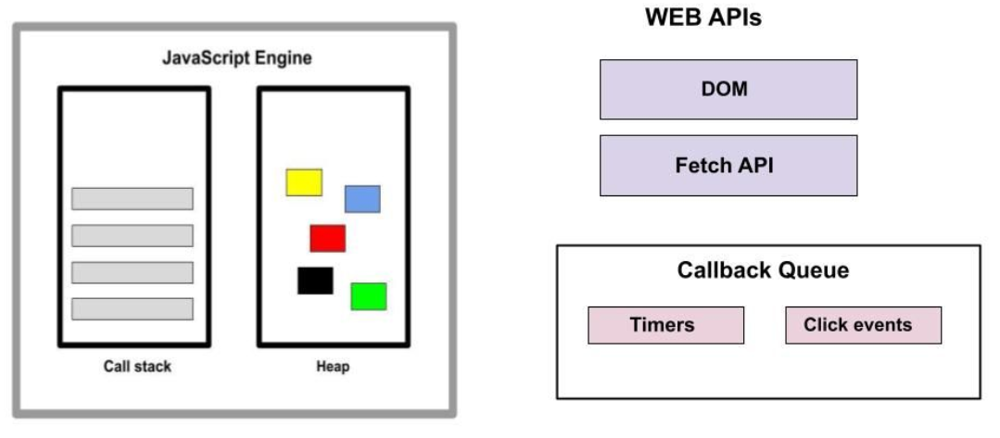 JavaScript Engine
Call stack
Heap
WEB APIs
DOM
Fetch API
Callback Queue
Timers
Click events